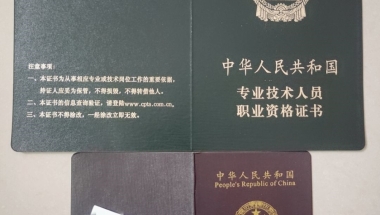 注意事项：
一、本证书为从事相应专业或技术岗位工作的重要依据，
持证人应妥为保管，不得损毁，不得转借他人。
二、本证书的信息查询验证，请登陆www.cpta.com.cn。
三、本证书不得涂改，一经涂改立即无效。
中华人民共和国
专业技术人员
职业资格证书
中华人民共和国
People's Republic of China